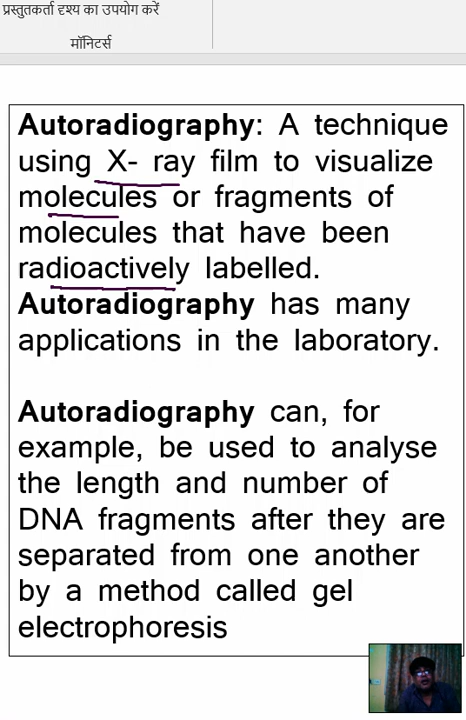 प्रस्तुतकर्ता दृश्य का उपयोग करें
मॉनिटर्स
Autoradiography: A technique
using X- ray film to visualize
molecules or fragments of
molecules that have been
radioactively labelled.
Autoradiography has many
applications in the laboratory.
Autoradiography can, for
example, be used to analyse
the length and number of
DNA fragments after they are
separated from one another
by a method called gel
electrophoresis